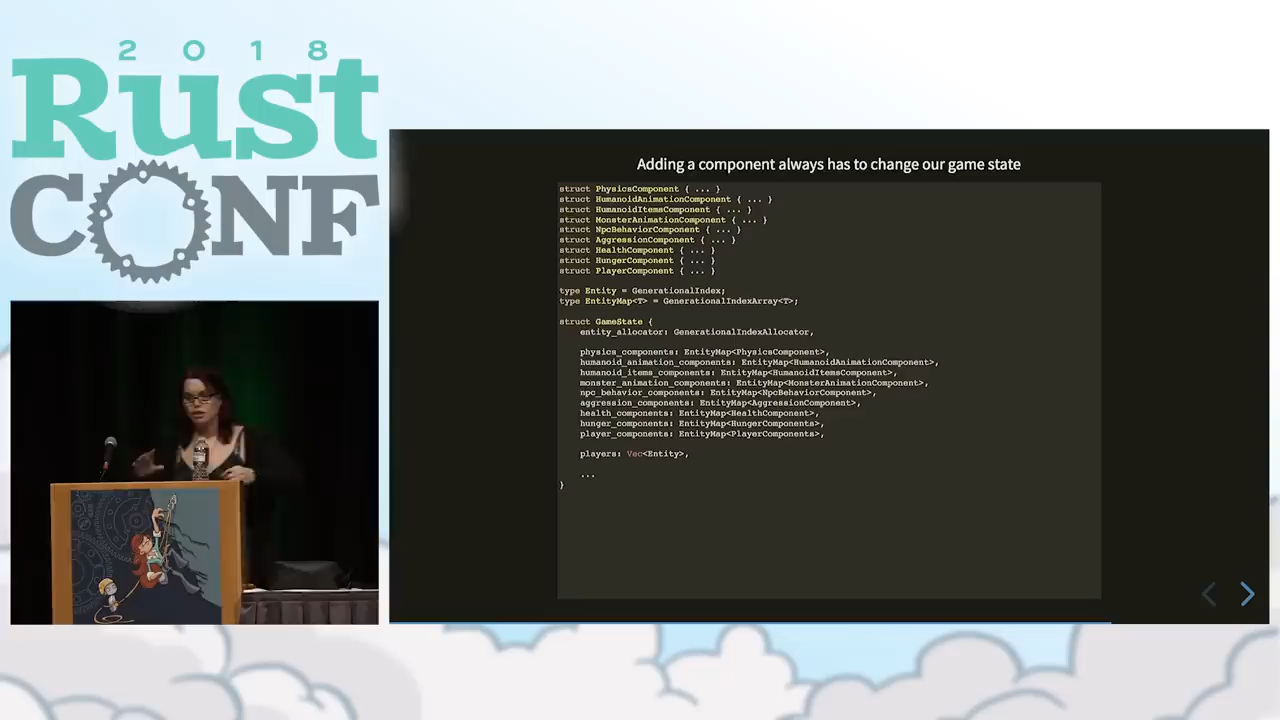 2018
Rust
CONF
Adding a component always has to change our game state
struct PhysicsComponent { ... }
struct HumanoidAnimationComponent { ... }
struct HumanoidItemsComponent { ... }
struct MonsterAnimationComponent { ... }
struct NpcBehaviorComponent { ... }
struct AggressionComponent { ... }
struct HealthComponent { ... }
struct HungerComponent { ... }
struct PlayerComponent { ... }
type Entity = GenerationalIndex;
type EntityMap<T> = GenerationalIndexArray<T>;
struct GameState {
entity_allocator: GenerationalIndexAllocator,
physics_components: EntityMap<PhysicsComponent>,
humanoid_animation_components: EntityMap<HumanoidAnimationComponent>,
humanoid_items_components: EntityMap<HumanoidItemsComponent>,
monster_animation_components: EntityMap<MonsterAnimationComponent>,
npc_behavior_components: EntityMap<NpcBehaviorComponent>,
aggression_components: EntityMap<AggressionComponent>,
health_components: EntityMap<HealthComponent>,
hunger_components: EntityMap<HungerComponent>,
player_components: EntityMap<PlayerComponents>,
players: Vec<Entity>,
...
}